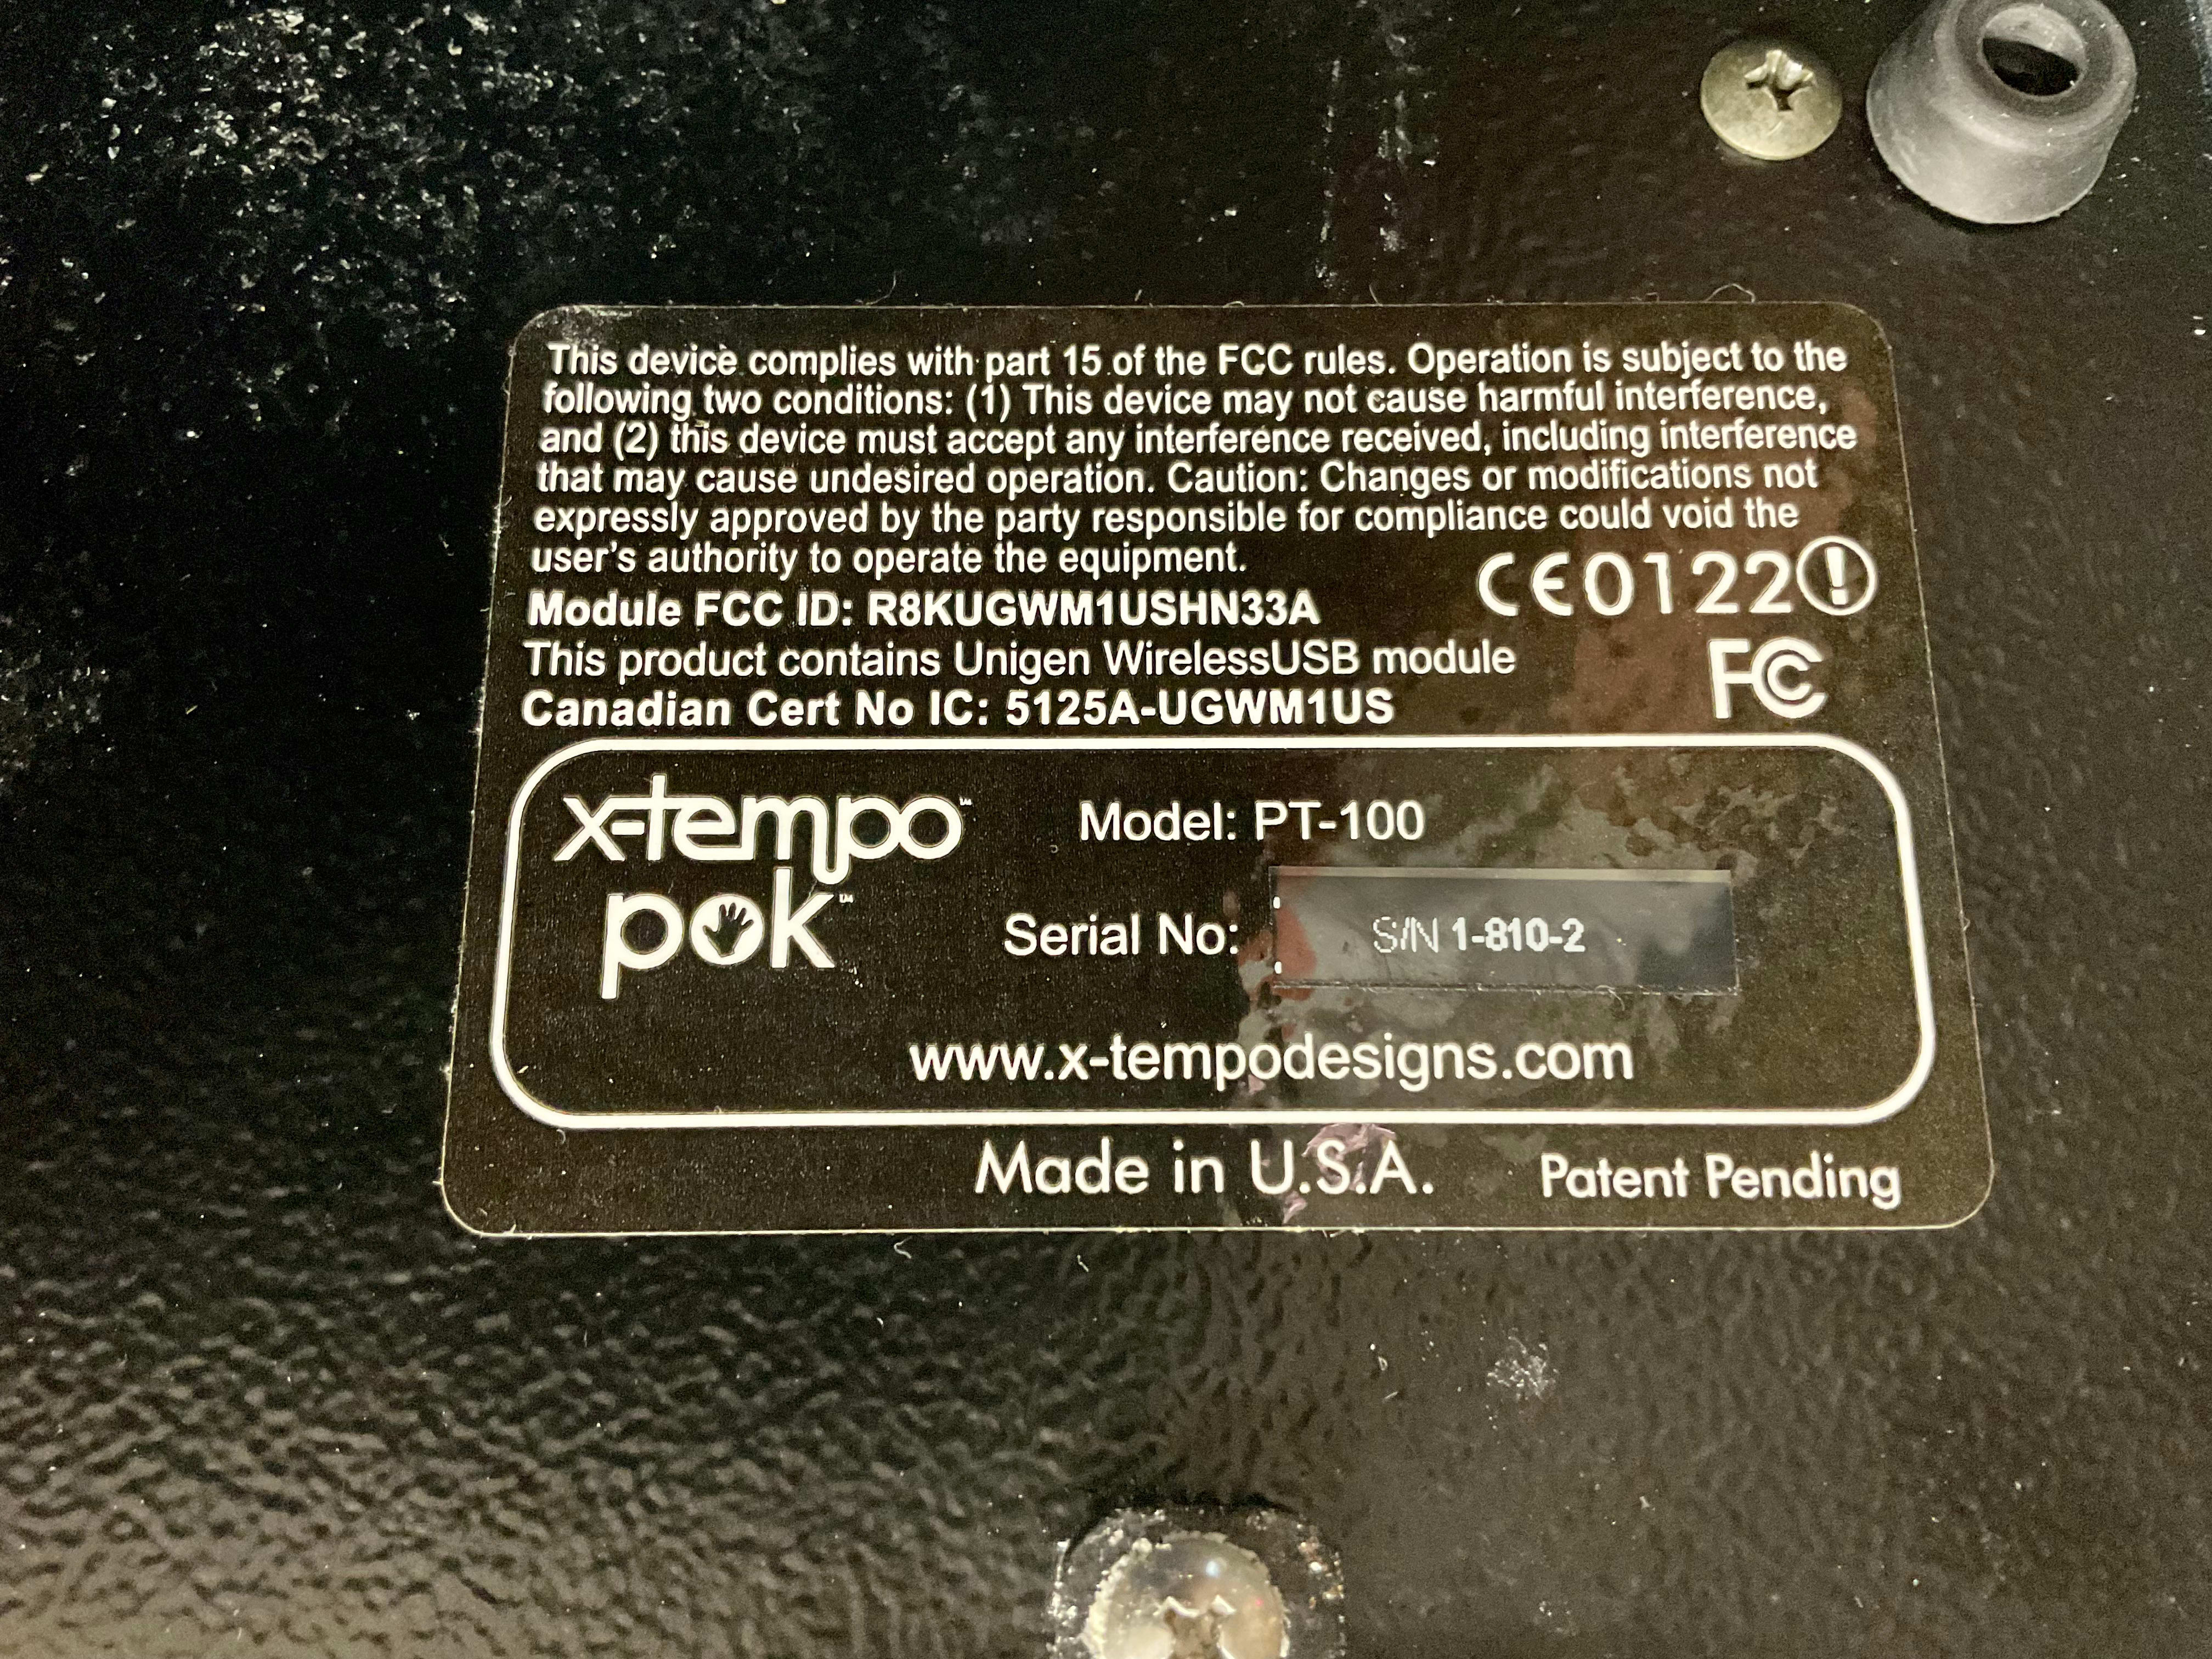 This device complies with part 15 of the FCC rules. Operation is subject to the
following two conditions: (1) This device may not cause harmful interference,
and (2) this device must accept any interference received, including interference
that may cause undesired operation. Caution: Changes or modifications not
expressly approved by the party responsible for compliance could void the
user's authority to operate the equipment.
CE0122!
Module FCC ID: R8KUGWM1USHN33A
This product contains Unigen WirelessUSB module
FC
Canadian Cert No IC: 5125A-UGWM1US
x-tempo™
pok™
Model: PT-100
Serial No: S/N 1-810-2
www.x-tempodesigns.com
Made in U.S.A. Patent Pending